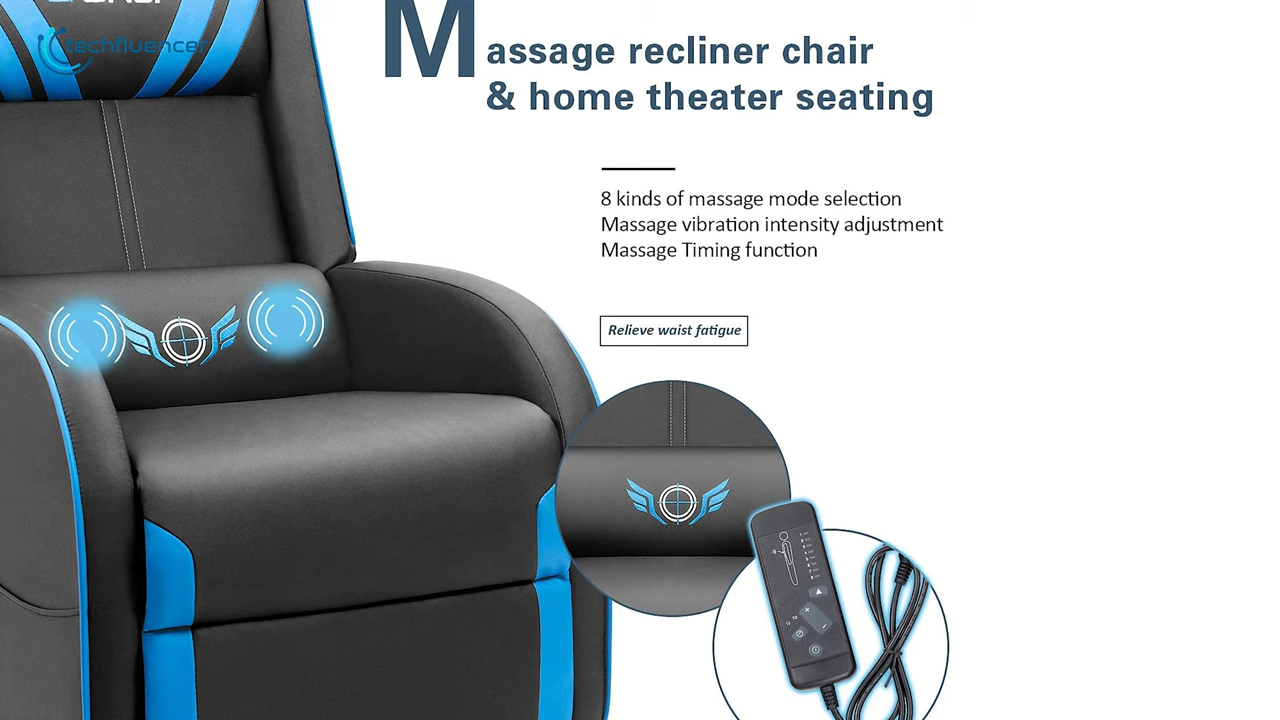 techfluencer
Massage recliner chair
& home theater seating
8 kinds of massage mode selection
Massage vibration intensity adjustment
Massage Timing function
Relieve waist fatigue